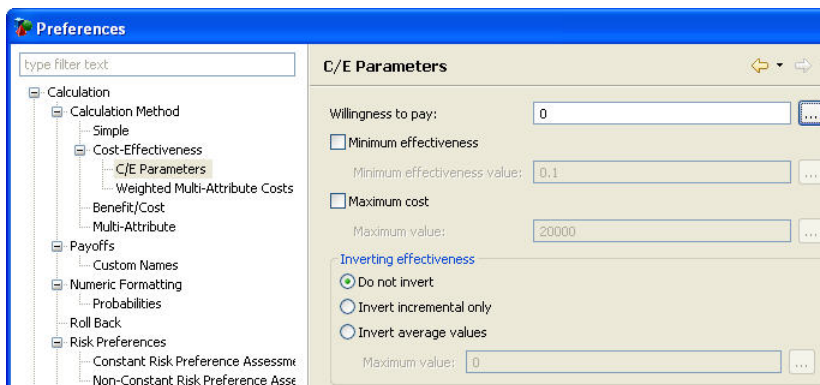 Preferences
type filter text
Calculation
Calculation Method
Simple
Cost-Effectiveness
C/E Parameters
Weighted Multi-Attribute Costs
Benefit/Cost
Multi-Attribute
Payoffs
Custom Names
Numeric Formatting
Probabilities
Roll Back
Risk Preferences
Constant Risk Preference Assessme
Non-Constant Risk Preference Asse
C/E Parameters
Willingness to pay: 0 ...
Minimum effectiveness
Minimum effectiveness value: 0.1 ...
Maximum cost
Maximum value: 20000 ...
Inverting effectiveness
Do not invert
Invert incremental only
Invert average values
Maximum value: 0 ...